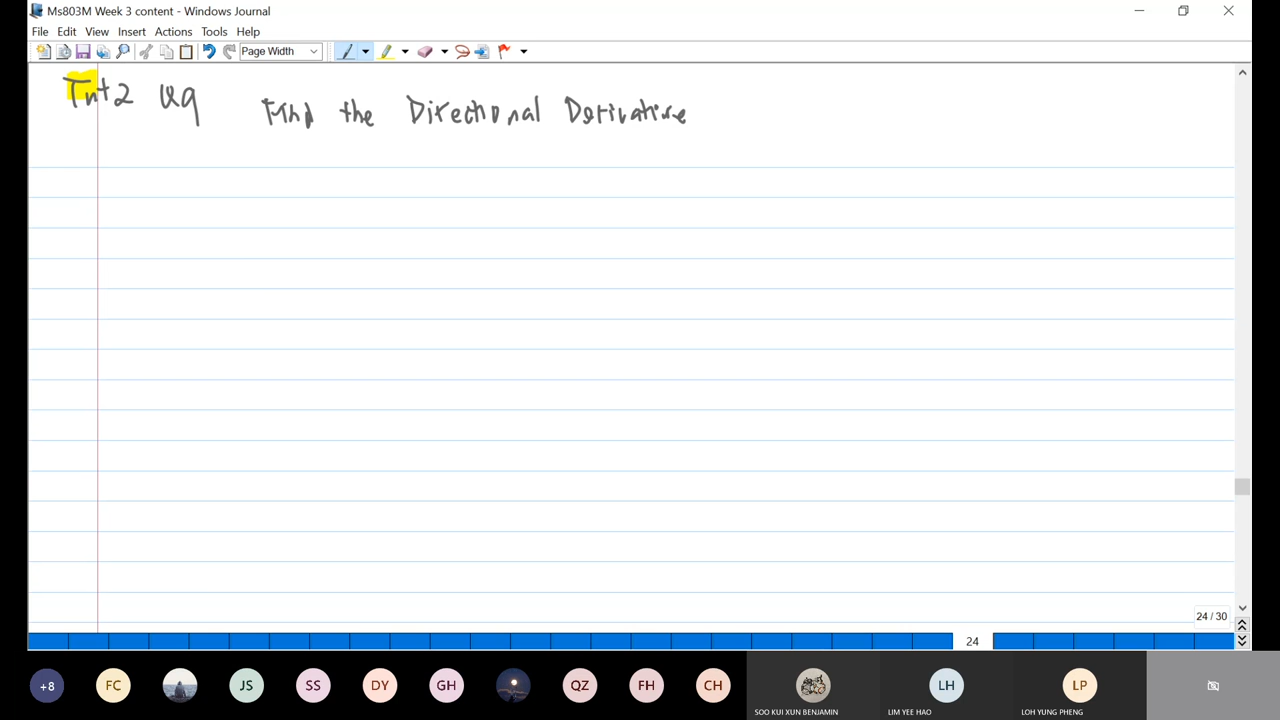 Ms803M Week 3 content - Windows Journal
File Edit View Insert Actions Tools Help
Page Width
Tut 2 Q9 Find the Directional Derivative
24 / 30
24
+8 FC JS SS DY GH QZ FH CH LH LP
SOO KUI XUN BENJAMIN LIM YEE HAO LOH YUNG PHENG